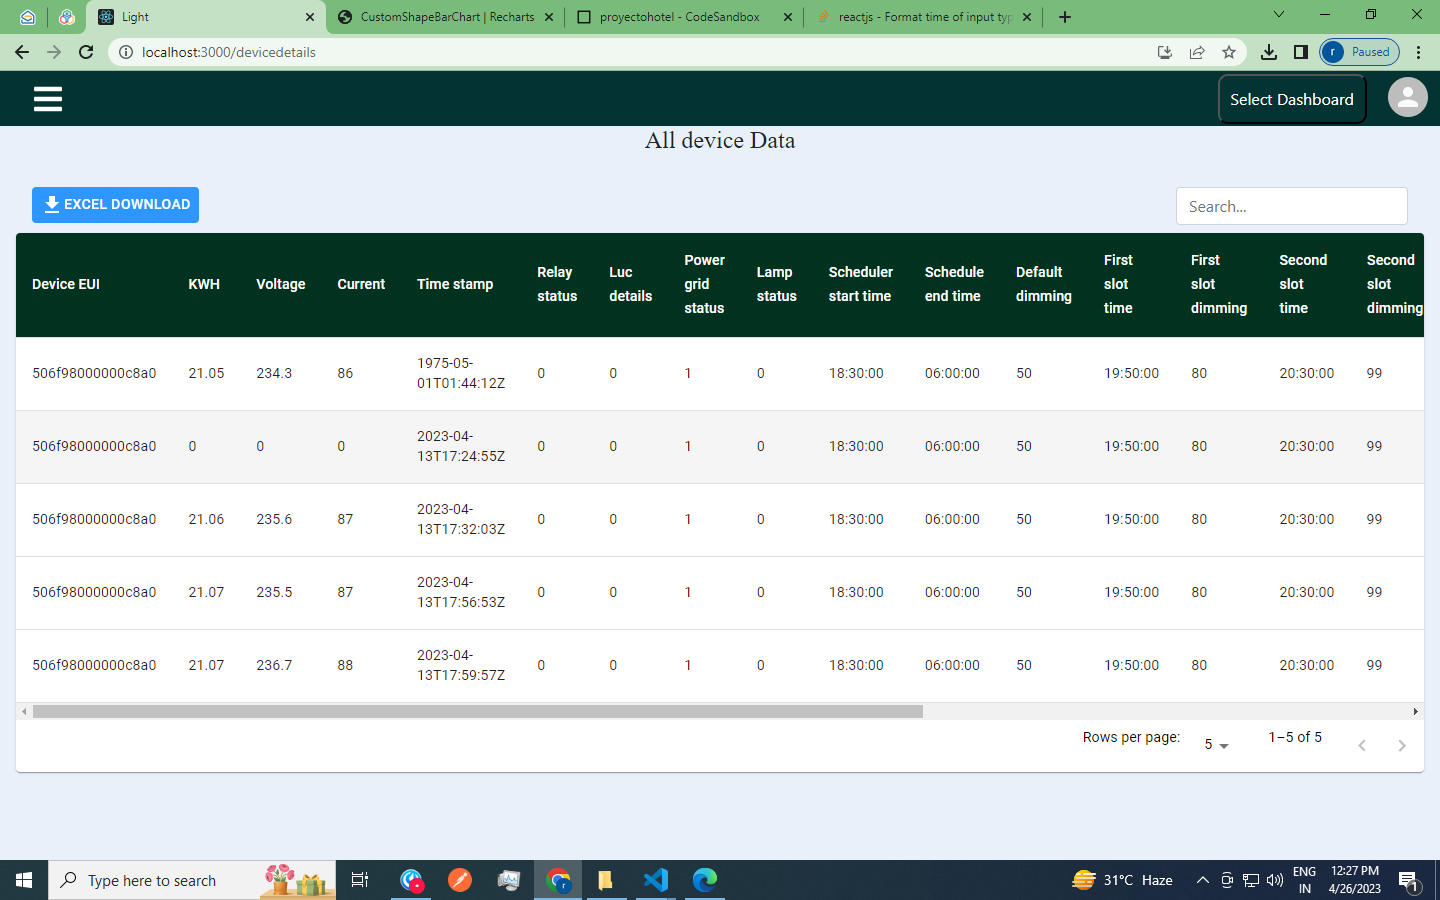 Light
CustomShapeBarChart | Recharts
proyectohotel - CodeSandbox
reactjs - Format time of input typ
localhost:3000/devicedetails
r Paused
Select Dashboard
All device Data
EXCEL DOWNLOAD
Search...
Device EUI KWH Voltage Current Time stamp Relay status Luc details Power grid status Lamp status Scheduler start time Schedule end time Default dimming First slot time First slot dimming Second slot time Second slot dimming
506f98000000c8a0 21.05 234.3 86 1975-05-01T01:44:12Z 0 0 1 0 18:30:00 06:00:00 50 19:50:00 80 20:30:00 99
506f98000000c8a0 0 0 0 2023-04-13T17:24:55Z 0 0 1 0 18:30:00 06:00:00 50 19:50:00 80 20:30:00 99
506f98000000c8a0 21.06 235.6 87 2023-04-13T17:32:03Z 0 0 1 0 18:30:00 06:00:00 50 19:50:00 80 20:30:00 99
506f98000000c8a0 21.07 235.5 87 2023-04-13T17:56:53Z 0 0 1 0 18:30:00 06:00:00 50 19:50:00 80 20:30:00 99
506f98000000c8a0 21.07 236.7 88 2023-04-13T17:59:57Z 0 0 1 0 18:30:00 06:00:00 50 19:50:00 80 20:30:00 99
Rows per page: 5 1–5 of 5
Type here to search
r
31°C Haze
ENG
IN
12:27 PM
4/26/2023
1